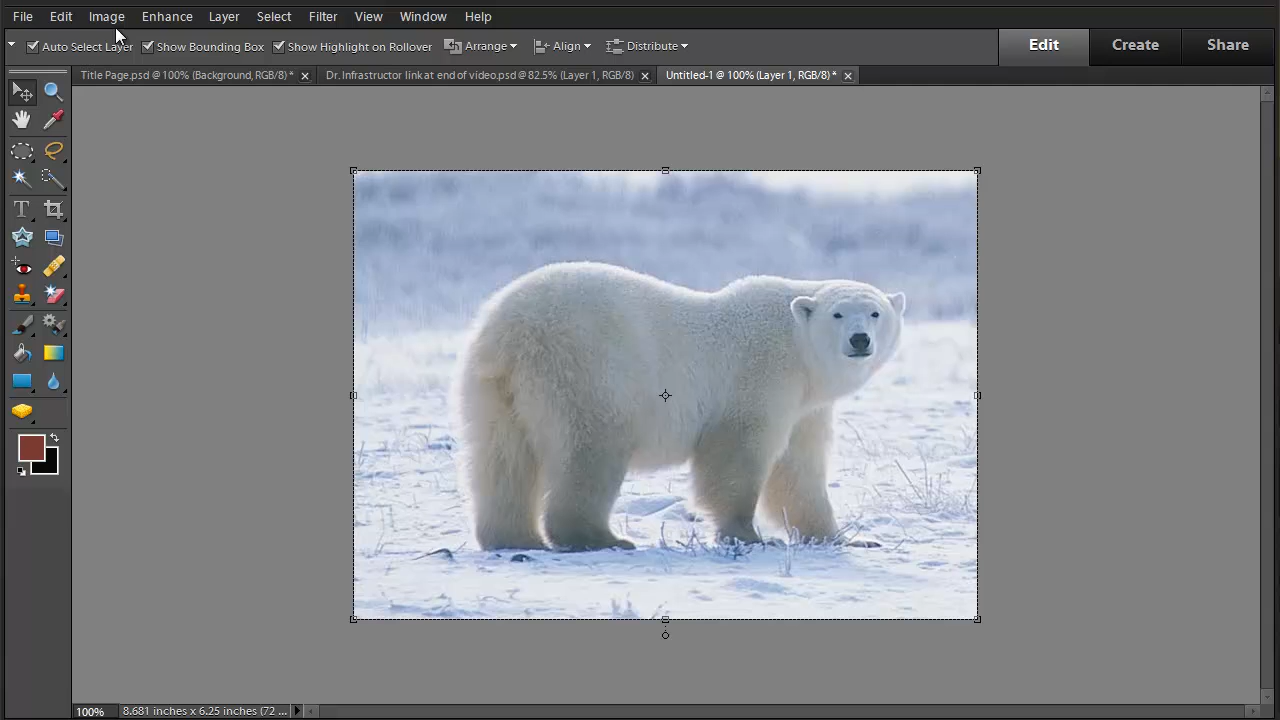 File Edit Image Enhance Layer Select Filter View Window Help
Auto Select Layer Show Bounding Box Show Highlight on Rollover Arrange Align Distribute Edit Create Share
Title Page.psd @ 100% (Background, RGB/8) * Dr. Infrastructor link at end of video.psd @ 82.5% (Layer 1, RGB/8) Untitled-1 @ 100% (Layer 1, RGB/8) *
T
100% 8.681 inches x 6.25 inches (72 ...